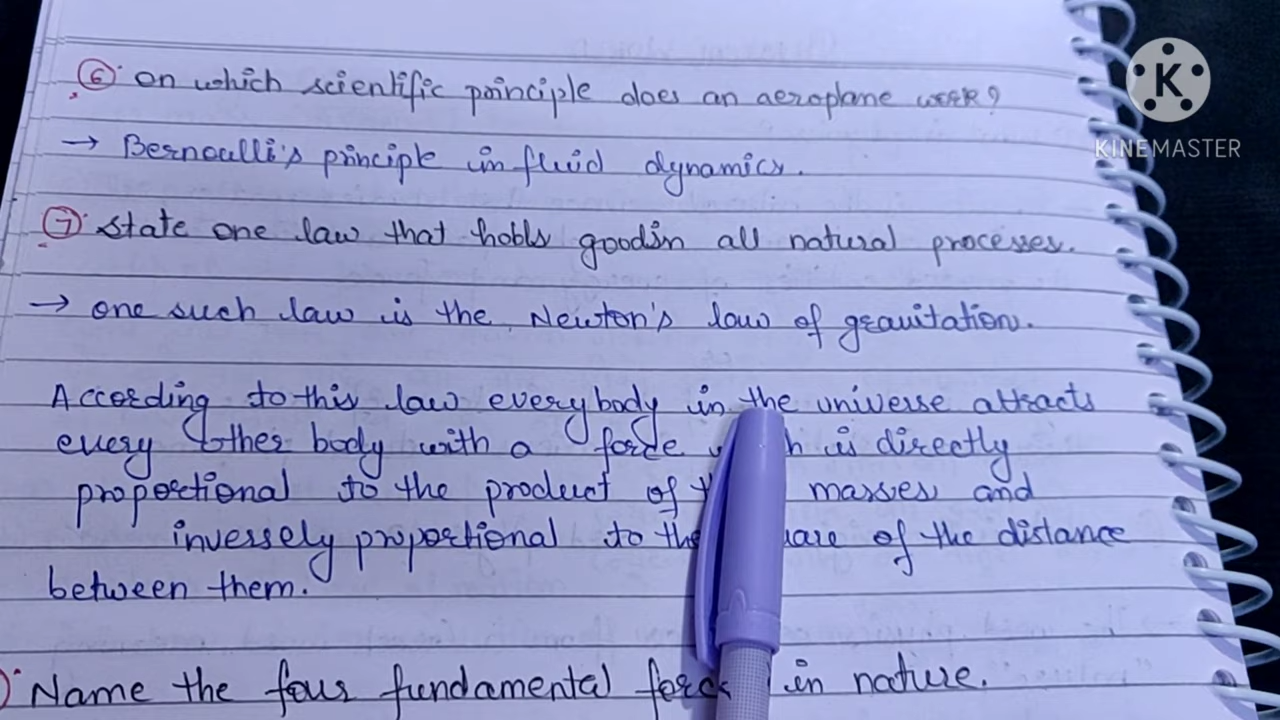 ⑥ On which scientific principle does an aeroplane work?
→ Bernoulli's principle in fluid dynamics.
⑦ State one law that holds good in all natural processes.
→ one such law is the Newton's law of gravitation.
According to this law everybody in the universe attracts
every other body with a force is directly
proportional to the product of masses and
inversely proportional to the of the distance
between them.
Name the four fundamental in nature.
K
KINEMASTER